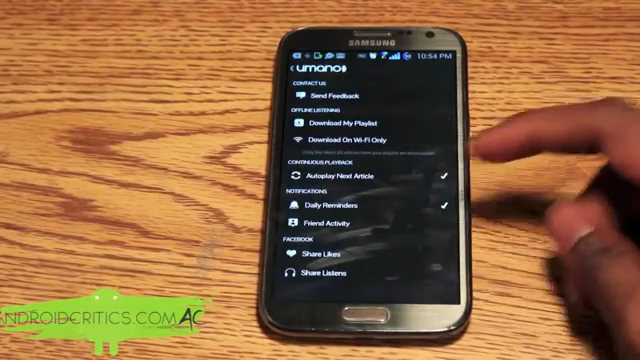 SAMSUNG
10:54 PM
umano
CONTACT US
Send Feedback
OFFLINE LISTENING
Download My Playlist
Download On Wi-Fi Only
CONTINUOUS PLAYBACK
Autoplay Next Article
NOTIFICATIONS
Daily Reminders
Friend Activity
FACEBOOK
Share Likes
Share Listens
NDROIDCRITICS.COM AC